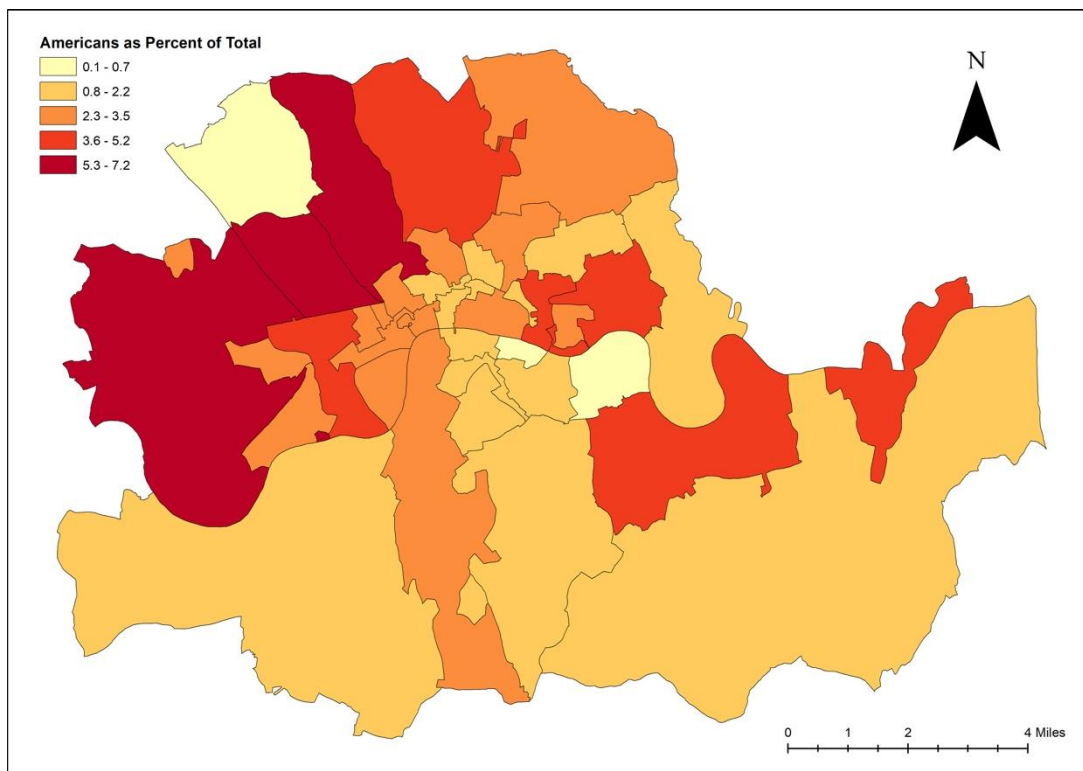 Americans as Percent of Total
0.1 - 0.7
0.8 - 2.2
2.3 - 3.5
3.6 - 5.2
5.3 - 7.2
N
0 1 2 4 Miles